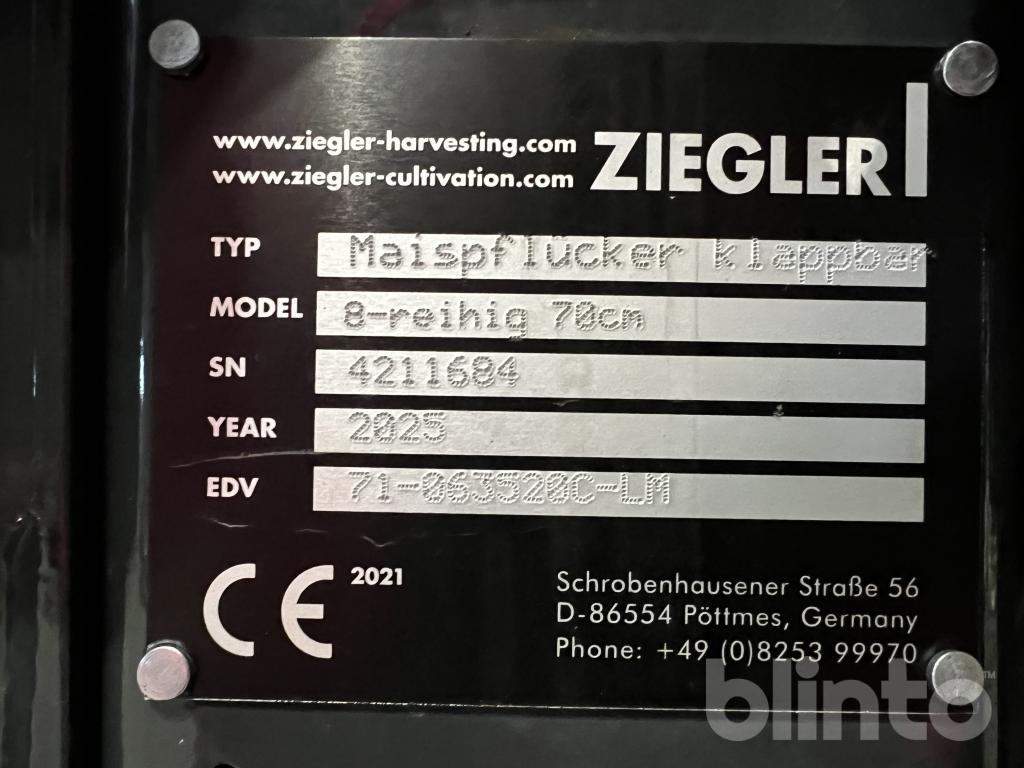 www.ziegler-harvesting.com
www.ziegler-cultivation.com
ZIEGLER
TYP Maispflücker klappbar
MODEL 8-reihig 70cm
SN 4211684
YEAR 2025
EDV 71-063520C-LM
CE 2021
Schrobenhausener Straße 56
D-86554 Pöttmes, Germany
Phone: +49 (0)8253 99970
blinto™